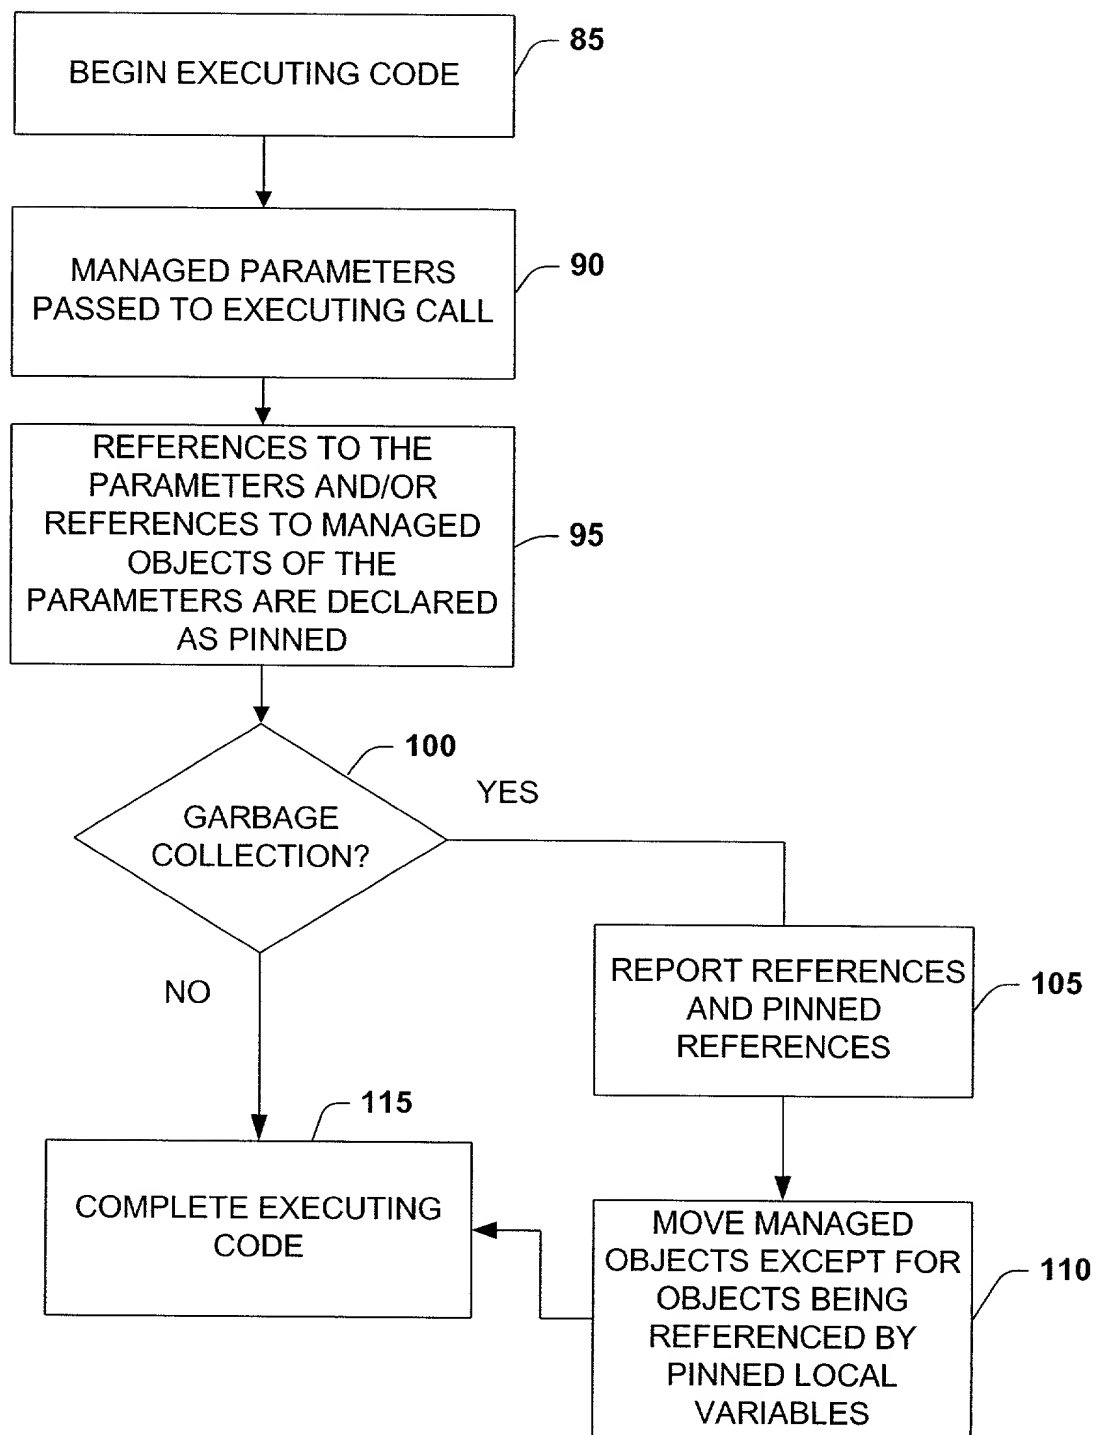 BEGIN EXECUTING CODE
85
MANAGED PARAMETERS
PASSED TO EXECUTING CALL
90
REFERENCES TO THE
PARAMETERS AND/OR
REFERENCES TO MANAGED
OBJECTS OF THE
PARAMETERS ARE DECLARED
AS PINNED
95
100
GARBAGE
COLLECTION?
YES
NO
REPORT REFERENCES
AND PINNED
REFERENCES
105
115
COMPLETE EXECUTING
CODE
MOVE MANAGED
OBJECTS EXCEPT FOR
OBJECTS BEING
REFERENCED BY
PINNED LOCAL
VARIABLES
110